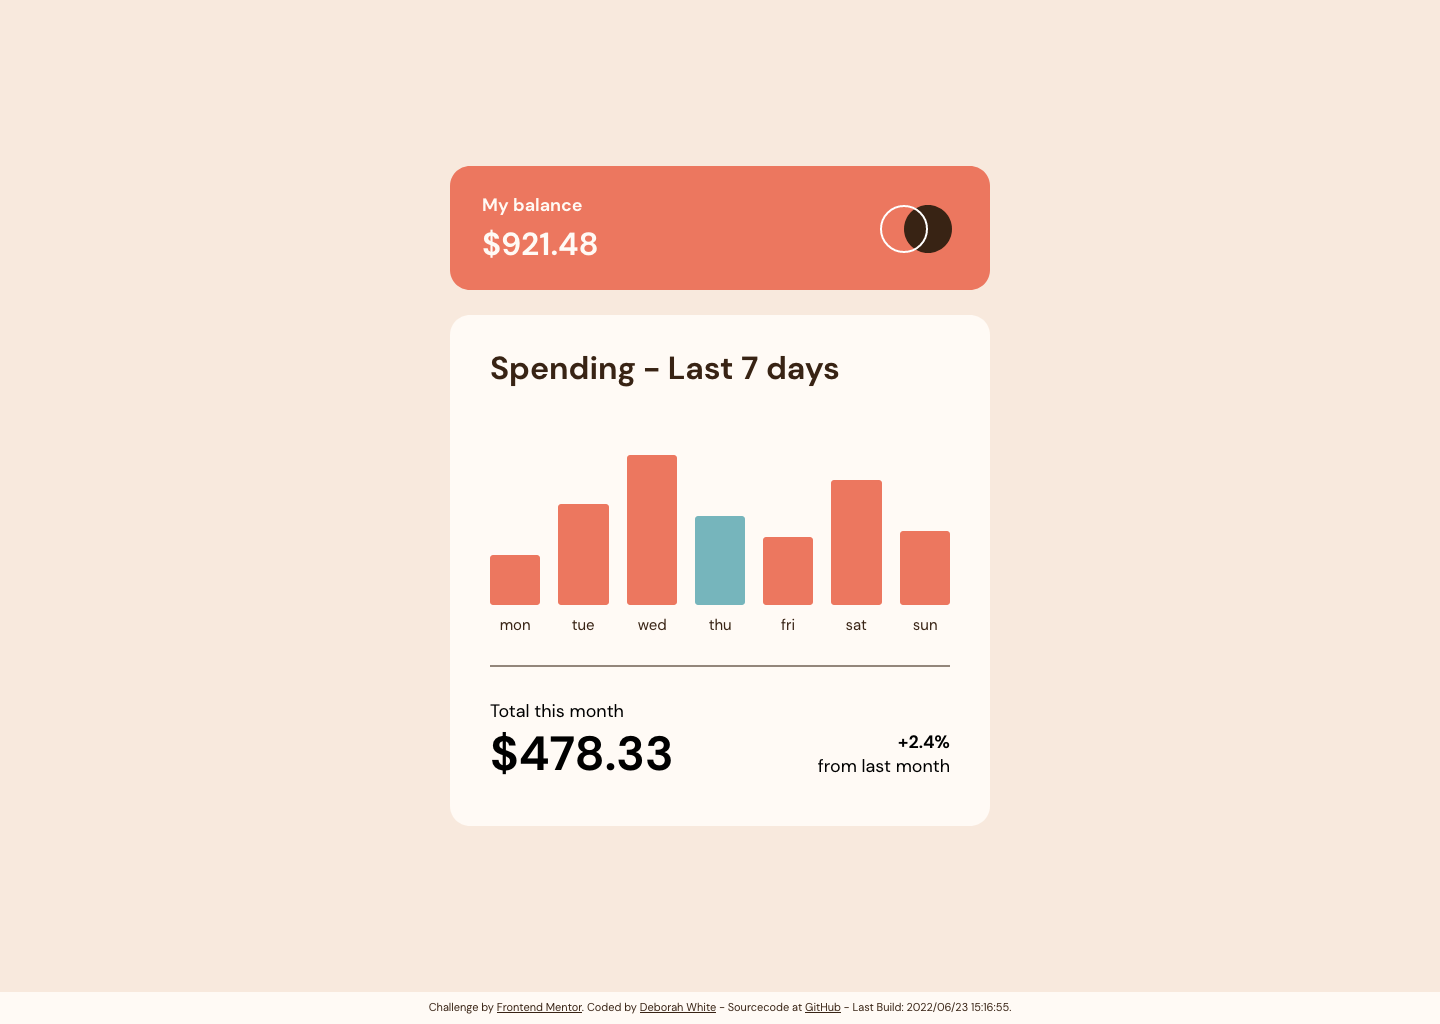 My balance
$921.48
Spending - Last 7 days
mon tue wed thu fri sat sun
Total this month
$478.33
+2.4%
from last month
Challenge by Frontend Mentor. Coded by Deborah White - Sourcecode at GitHub - Last Build: 2022/06/23 15:16:55.